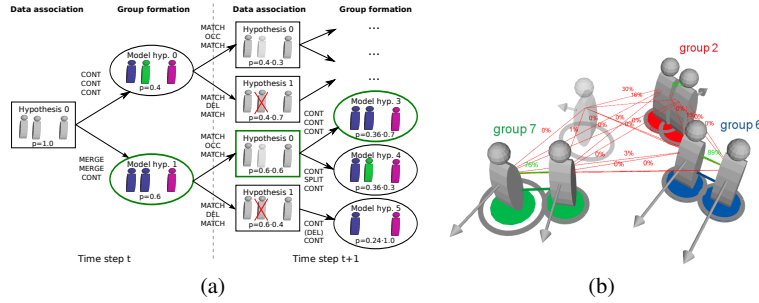 Data association
Group formation
Data association
Group formation
MATCH
OCC
MATCH
Hypothesis 0
p=0.4·0.3
...
...
Model hyp. 0
p=0.4
CONT
CONT
CONT
MATCH
DEL
MATCH
Hypothesis 1
p=0.4·0.7
...
Hypothesis 0
p=1.0
MERGE
MERGE
CONT
Model hyp. 1
p=0.6
MATCH
OCC
MATCH
Hypothesis 0
p=0.6·0.6
CONT
CONT
CONT
Model hyp. 3
p=0.36·0.7
CONT
SPLIT
CONT
Model hyp. 4
p=0.36·0.3
MATCH
DEL
MATCH
Hypothesis 1
p=0.6·0.4
CONT
(DEL)
CONT
Model hyp. 5
p=0.24·1.0
Time step t
Time step t+1
(a)
group 2
group 7
group 6
30%
16%
0%
0%
0%
0%
1%
0%
0%
3%
0%
76%
89%
(b)